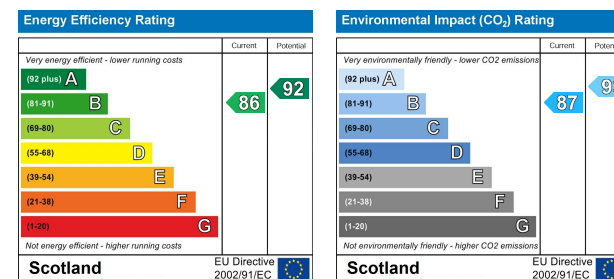 Energy Efficiency Rating
Current Potential
Very energy efficient - lower running costs
(92 plus) A
(81-91) B
(69-80) C
(55-68) D
(39-54) E
(21-38) F
(1-20) G
86
92
Not energy efficient - higher running costs
Scotland
EU Directive
2002/91/EC
Environmental Impact (CO₂) Rating
Current
Very environmentally friendly - lower CO2 emissions
(92 plus) A
(81-91) B
(69-80) C
(55-68) D
(39-54) E
(21-38) F
(1-20) G
87
Not environmentally friendly - higher CO2 emissions
Scotland
EU Directive
2002/91/EC